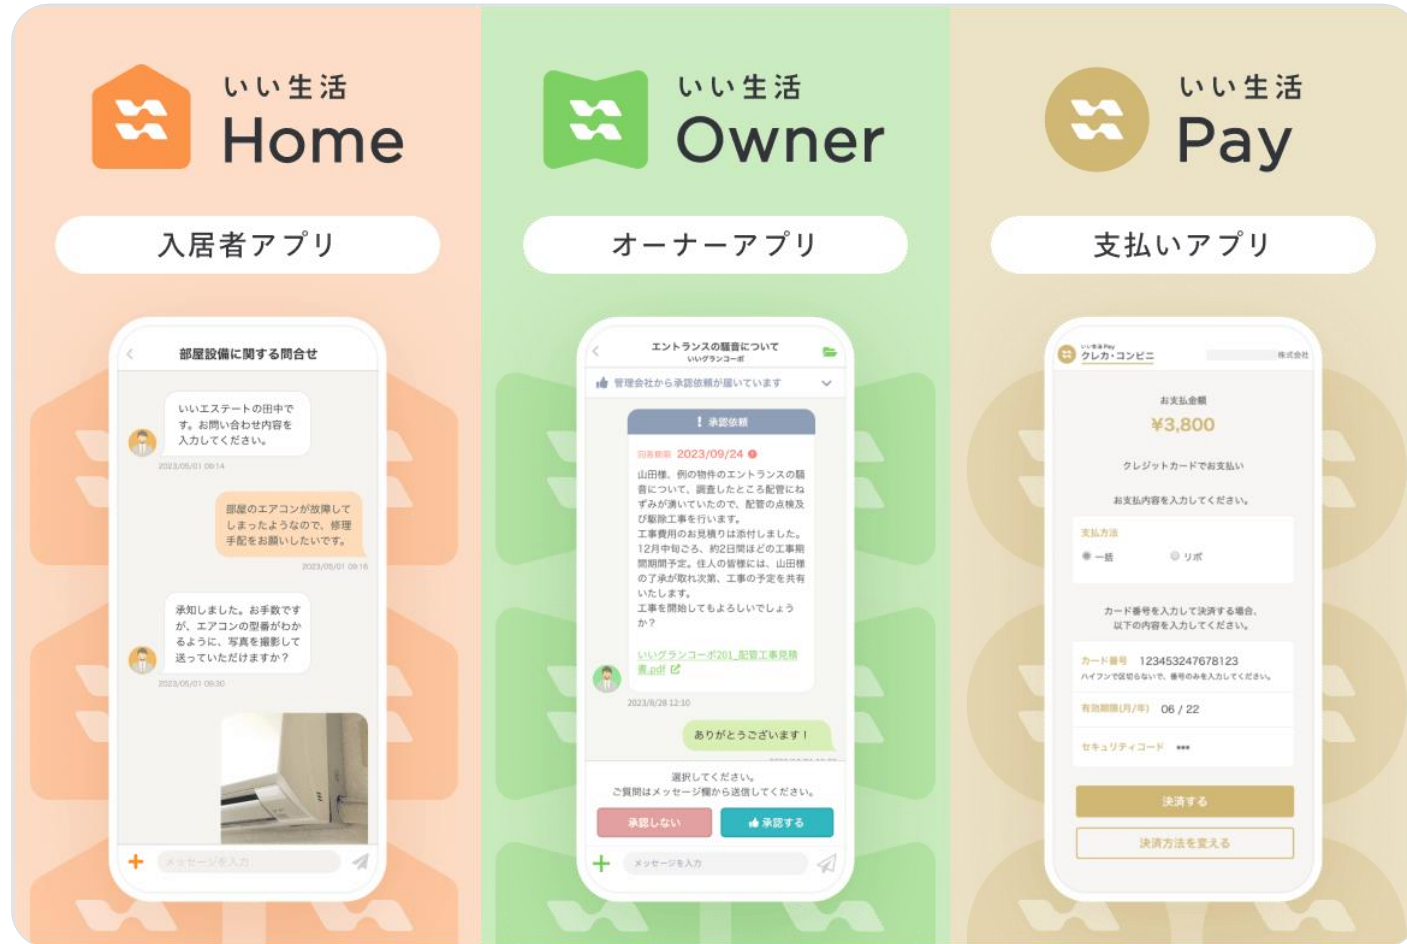 いい生活
Home
入居者アプリ
部屋設備に関する問合せ
いいエステートの田中で
す。お問い合わせ内容を
入力してください。
2023/05/01 09:14
部屋のエアコンが故障して
しまったようなので、修理
手配をお願いしたいです。
2023/05/01 09:16
承知しました。お手数です
が、エアコンの型番がわか
るように、写真を撮影して
送っていただけますか？
2023/05/01 09:30
メッセージを入力
いい生活
Owner
オーナーアプリ
エントランスの騒音について
いいグランコーポ
管理会社から承認依頼が届いています
! 承認依頼
回答期限 2023/09/24
山田様、例の物件のエントランスの騒
音について、調査したところ配管にね
ずみが湧いていたので、配管の点検及
び駆除工事を行います。
工事費用のお見積りは添付しました。
12月中旬ごろ、約2日間ほどの工事期
間期間予定。住人の皆様には、山田様
の了承が取れ次第、工事の予定を共有
いたします。
工事を開始してもよろしいでしょう
か？
いいグランコーポ201_配管工事見積
書.pdf
2023/8/28 12:10
ありがとうございます！
選択してください。
ご質問はメッセージ欄から送信してください。
承認しない
承認する
メッセージを入力
いい生活
Pay
支払いアプリ
いい生活Pay
クレカ・コンビニ
株式会社
お支払金額
¥3,800
クレジットカードでお支払い
お支払内容を入力してください。
支払方法
一括
リボ
カード番号を入力して決済する場合、
以下の内容を入力してください。
カード番号 123453247678123
ハイフンで区切らないで、番号のみを入力してください。
有効期限(月/年) 06 / 22
セキュリティコード ***
決済する
決済方法を変える